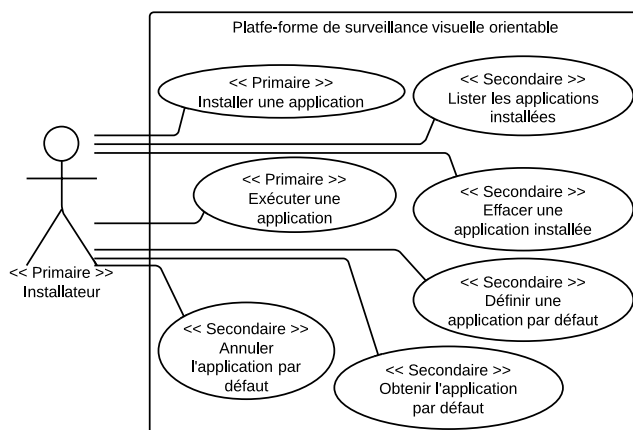 Platfe-forme de surveillance visuelle orientable
<< Primaire >>
Installer une application
<< Secondaire >>
Lister les applications
installées
<< Primaire >>
Exécuter une
application
<< Secondaire >>
Effacer une
application installée
<< Primaire >>
Installateur
<< Secondaire >>
Définir une
application par défaut
<< Secondaire >>
Annuler
l'application par
défaut
<< Secondaire >>
Obtenir l'application
par défaut